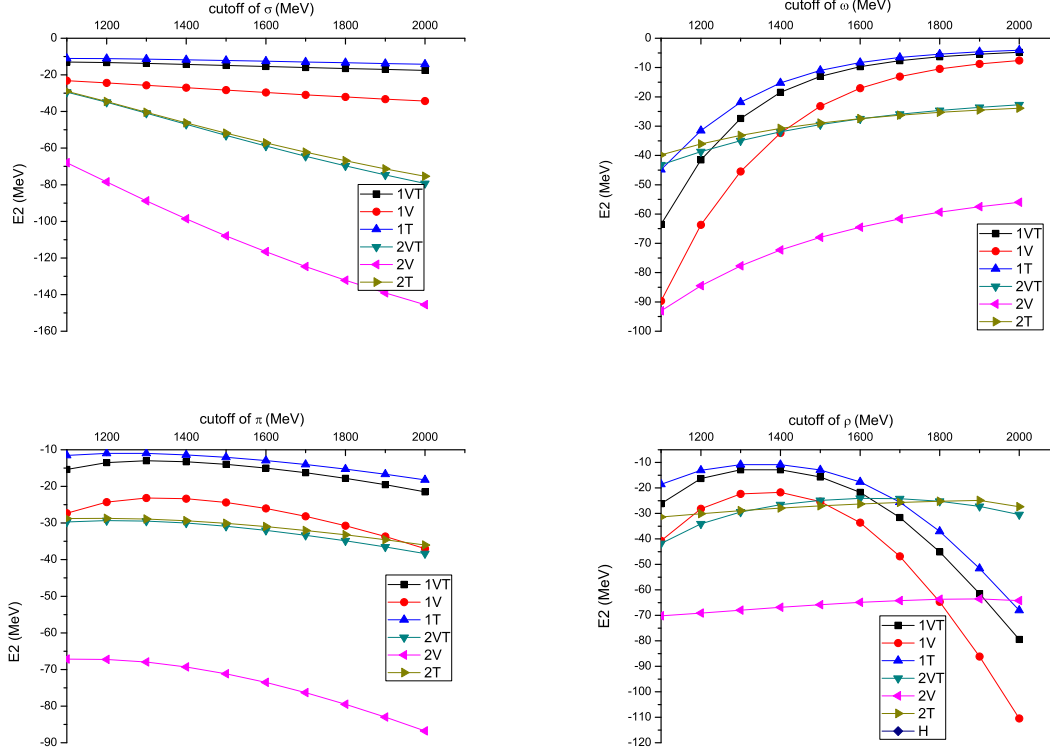 cutoff of σ (MeV)
1200 1400 1600 1800 2000
0
-20
-40
-60
-80
-100
-120
-140
-160
E2 (MeV)
1VT
1V
1T
2VT
2V
2T
cutoff of ω (MeV)
1200 1400 1600 1800 2000
0
-10
-20
-30
-40
-50
-60
-70
-80
-90
-100
E2 (MeV)
1VT
1V
1T
2VT
2V
2T
cutoff of π (MeV)
1200 1400 1600 1800 2000
-10
-20
-30
-40
-50
-60
-70
-80
-90
E2 (MeV)
1VT
1V
1T
2VT
2V
2T
cutoff of ρ (MeV)
1200 1400 1600 1800 2000
-10
-20
-30
-40
-50
-60
-70
-80
-90
-100
-110
-120
E2 (MeV)
1VT
1V
1T
2VT
2V
2T
H